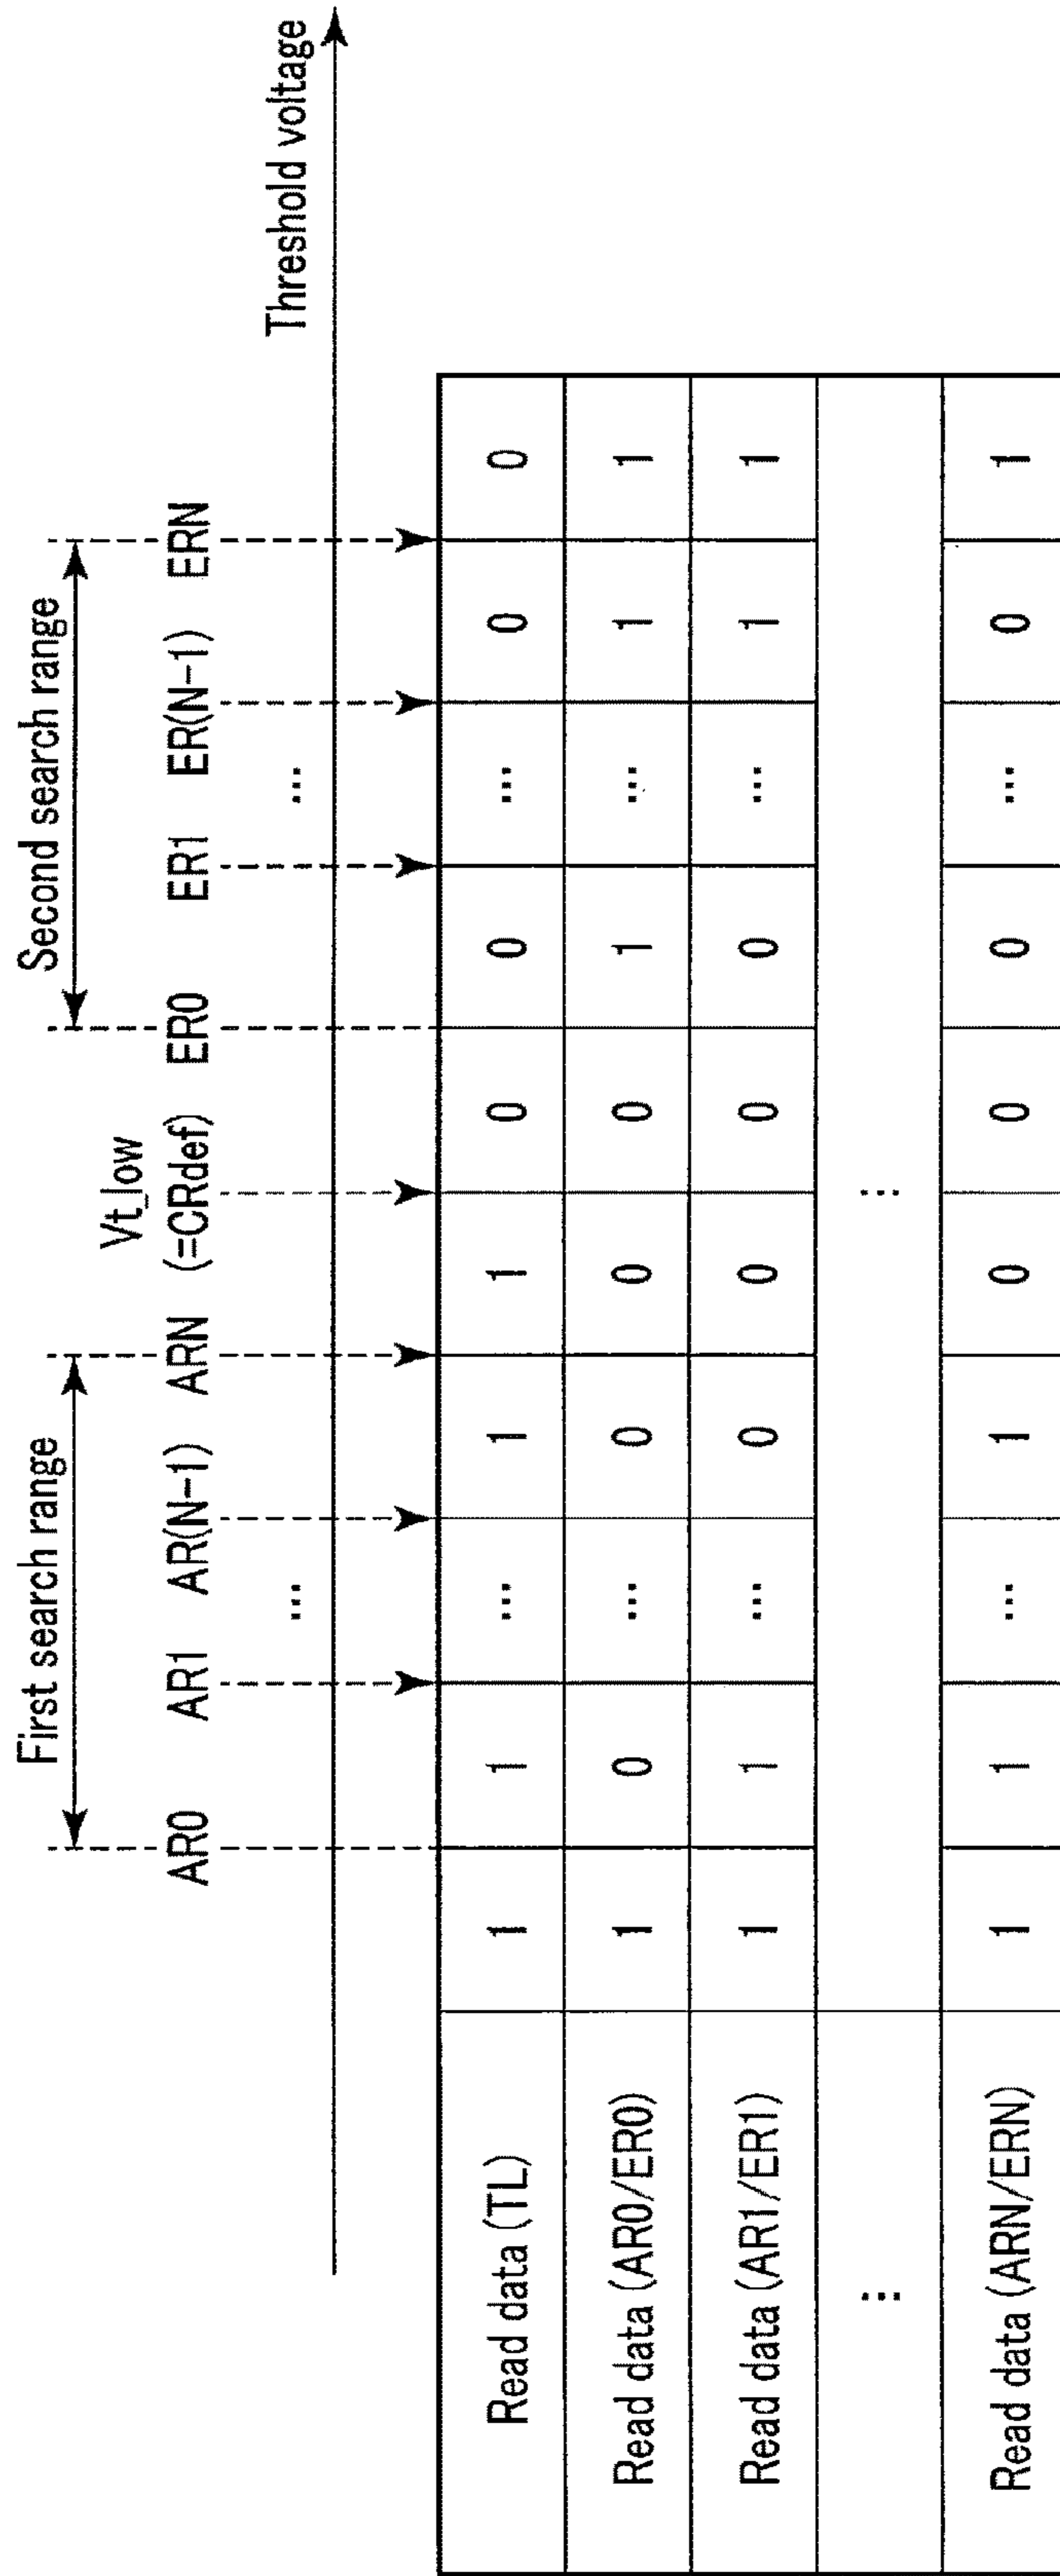 First search range Second search range
Vt_low
AR0 AR1 AR(N-1) ARN (=CRdef) ER0 ER1 ER(N-1) ERN
... ...
Threshold voltage
Read data (TL) 1 1 ... 1 1 0 0 ... 0 0
Read data (AR0/ER0) 1 0 ... 0 0 0 1 ... 1 1
Read data (AR1/ER1) 1 1 ... 0 0 0 0 ... 1 1
... ...
Read data (ARN/ERN) 1 1 ... 1 0 0 0 ... 0 1